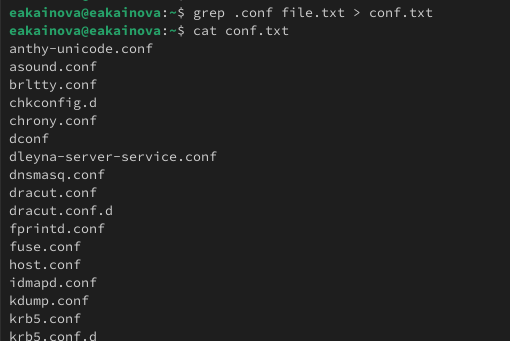 eakainova@eakainova:~$ grep .conf file.txt > conf.txt
eakainova@eakainova:~$ cat conf.txt
anthy-unicode.conf
asound.conf
brltty.conf
chkconfig.d
chrony.conf
dconf
dleyna-server-service.conf
dnsmasq.conf
dracut.conf
dracut.conf.d
fprintd.conf
fuse.conf
host.conf
idmapd.conf
kdump.conf
krb5.conf
krb5.conf.d